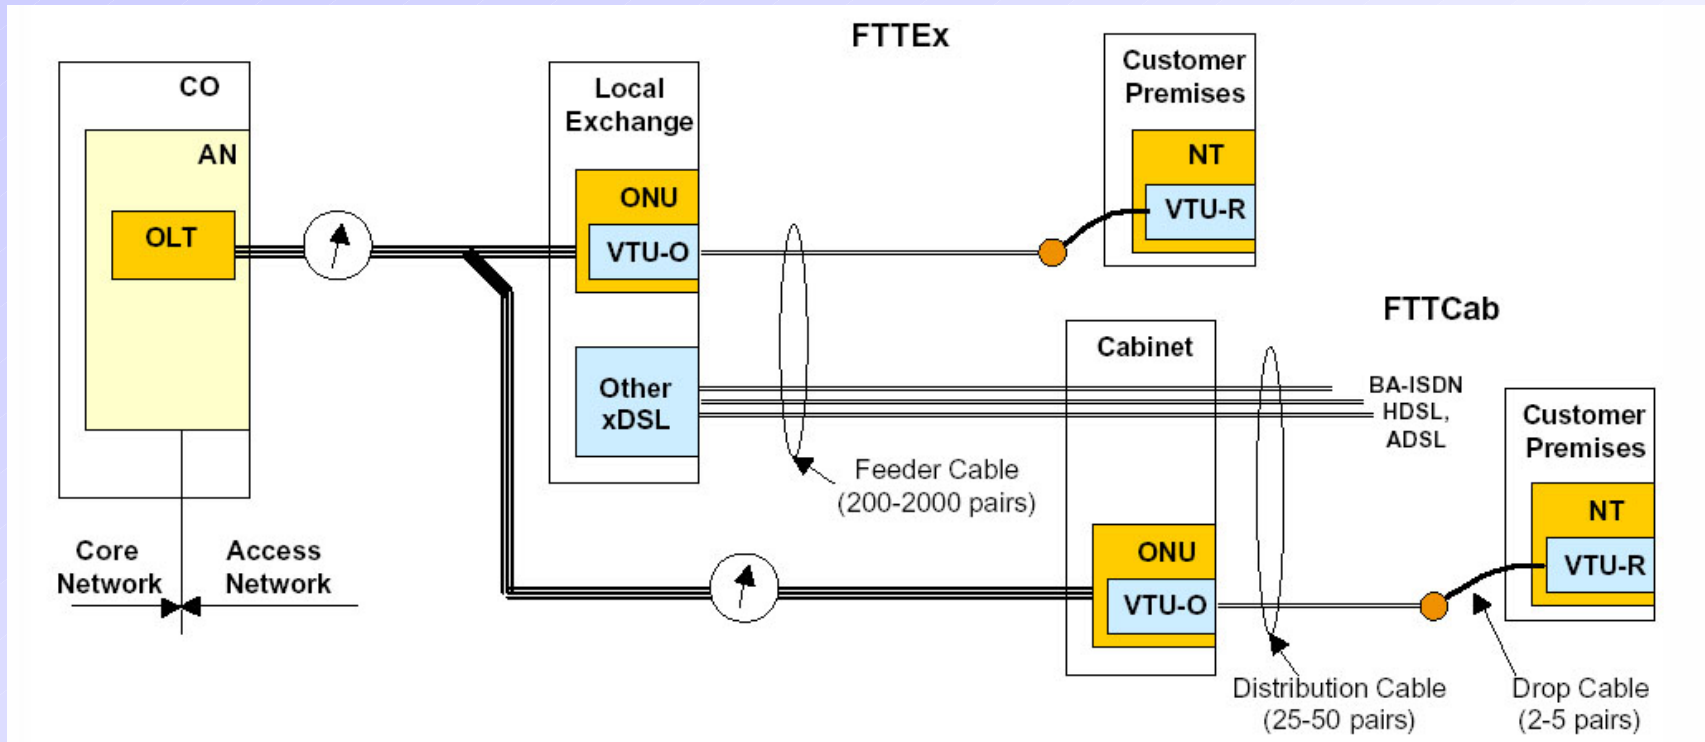 FTTEx
CO
AN
OLT
Core
Network
Access
Network
Local
Exchange
ONU
VTU-O
Other
xDSL
Feeder Cable
(200-2000 pairs)
Customer
Premises
NT
VTU-R
FTTCab
Cabinet
ONU
VTU-O
BA-ISDN
HDSL,
ADSL
Distribution Cable
(25-50 pairs)
Customer
Premises
NT
VTU-R
Drop Cable
(2-5 pairs)